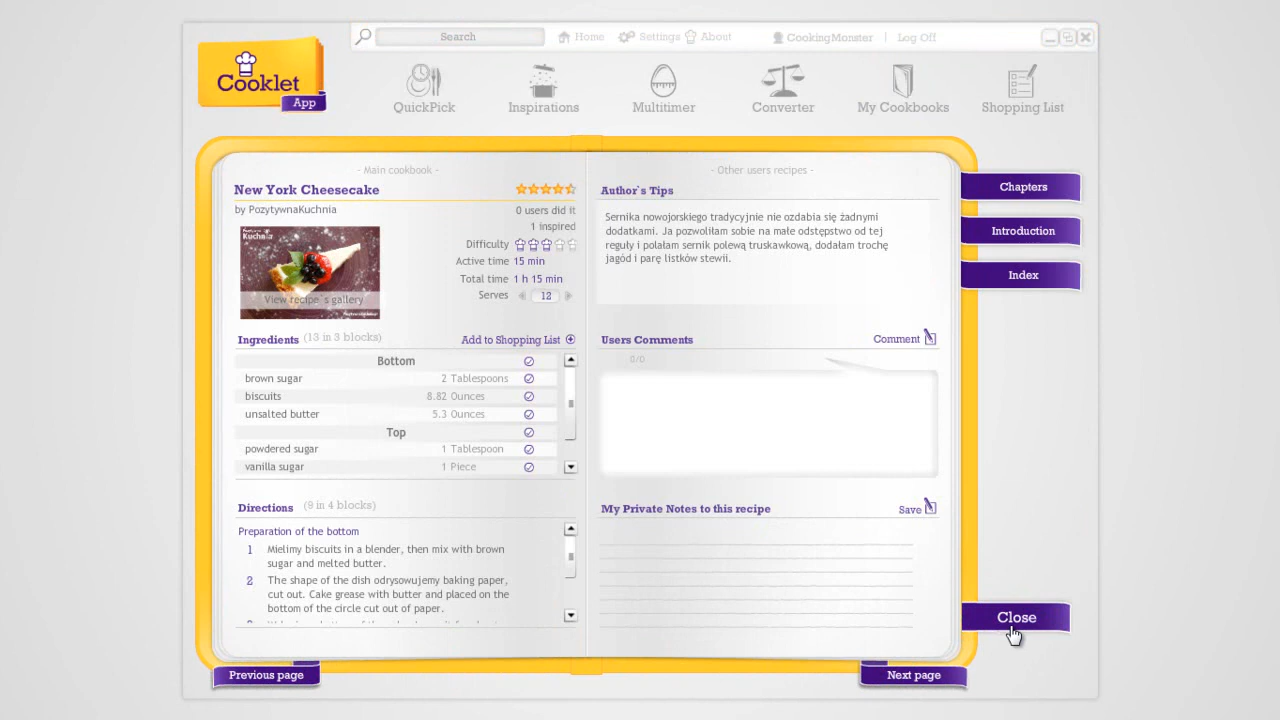 Search
Home
Settings
About
CookingMonster
Log Off
Cooklet
App
QuickPick
Inspirations
Multitimer
Converter
My Cookbooks
Shopping List
- Main cookbook -
New York Cheesecake
by PozytywnaKuchnia
0 users did it
1 inspired
Difficulty
Active time 15 min
Total time 1 h 15 min
Serves 12
View recipe`s gallery
Ingredients (13 in 3 blocks)
Add to Shopping List
Bottom
brown sugar 2 Tablespoons
biscuits 8.82 Ounces
unsalted butter 5.3 Ounces
Top
powdered sugar 1 Tablespoon
vanilla sugar 1 Piece
Directions (9 in 4 blocks)
Preparation of the bottom
1 Mielimy biscuits in a blender, then mix with brown
sugar and melted butter.
2 The shape of the dish odrysowujemy baking paper,
cut out. Cake grease with butter and placed on the
bottom of the circle cut out of paper.
- Other users recipes -
Author`s Tips
Sernika nowojorskiego tradycyjnie nie ozdabia się żadnymi
dodatkami. Ja pozwoliłam sobie na małe odstępstwo od tej
reguły i polałam sernik polewą truskawkową, dodałam trochę
jagód i parę listków stewii.
Users Comments
Comment
0/0
My Private Notes to this recipe
Save
Chapters
Introduction
Index
Close
Previous page
Next page